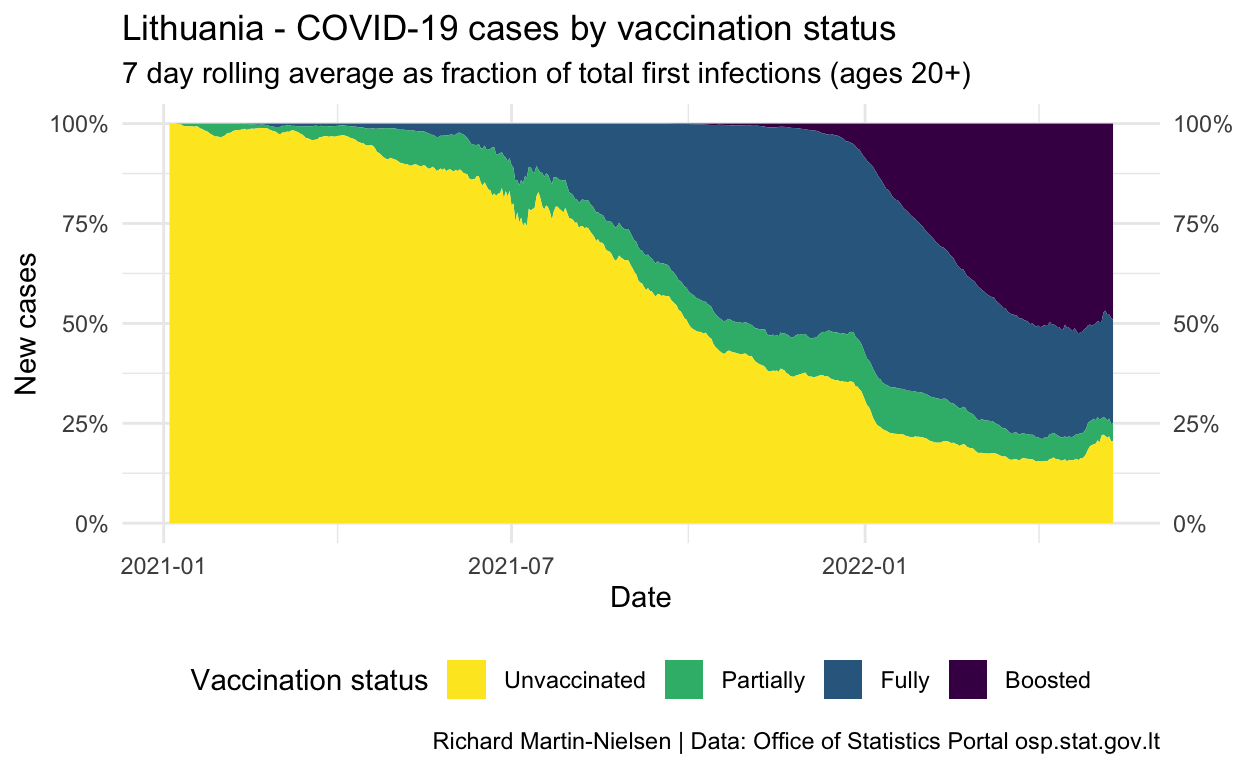 Lithuania - COVID-19 cases by vaccination status
7 day rolling average as fraction of total first infections (ages 20+)
New cases
100%
75%
50%
25%
0%
100%
75%
50%
25%
0%
2021-01 2021-07 2022-01
Date
Vaccination status Unvaccinated Partially Fully Boosted
Richard Martin-Nielsen | Data: Office of Statistics Portal osp.stat.gov.lt